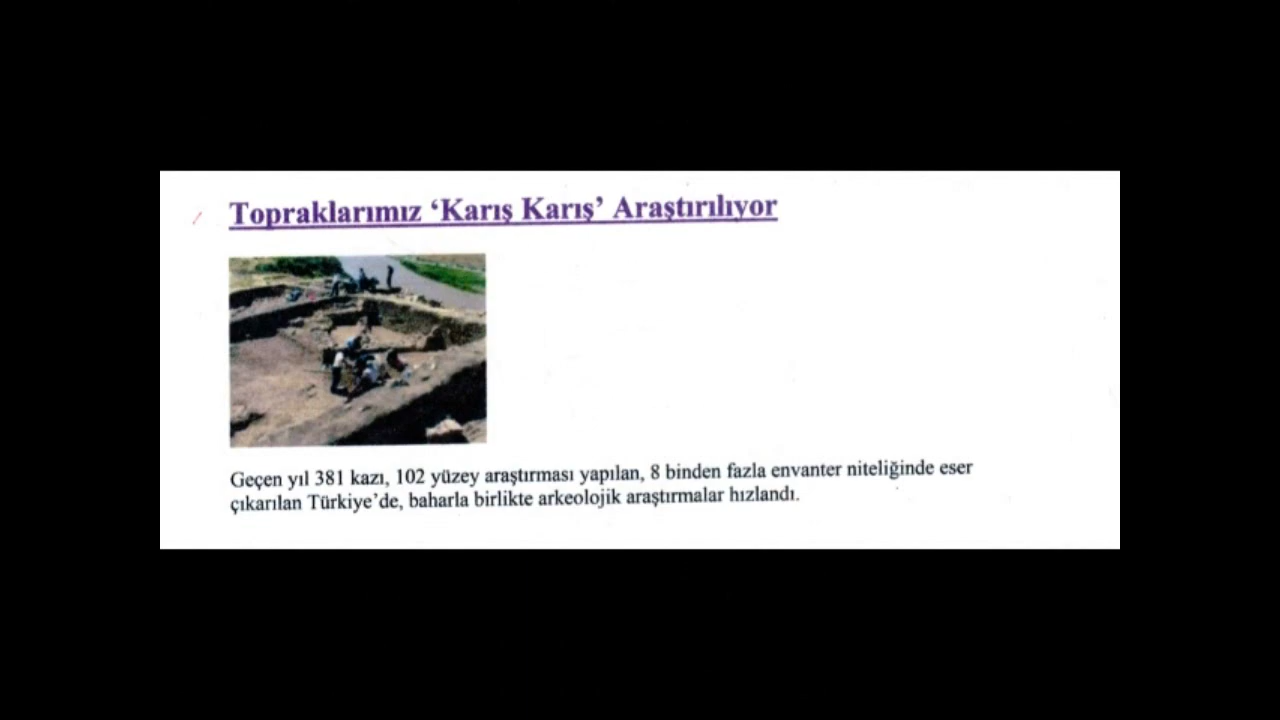 Topraklarımız ‘Karış Karış’ Araştırılıyor
Geçen yıl 381 kazı, 102 yüzey araştırması yapılan, 8 binden fazla envanter niteliğinde eser
çıkarılan Türkiye’de, baharla birlikte arkeolojik araştırmalar hızlandı.